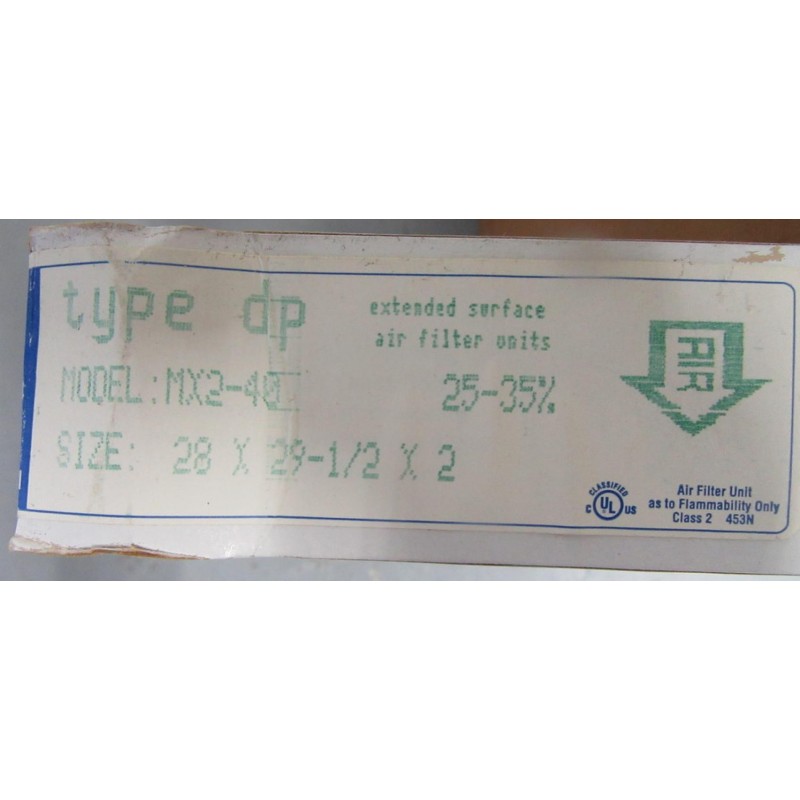 type dp
extended surface
air filter units
MODEL: MX2-40
25-35%
SIZE: 28 X 29-1/2 X 2
AIR
CLASSIFIED
C UL US
Air Filter Unit
as to Flammability Only
Class 2 453N